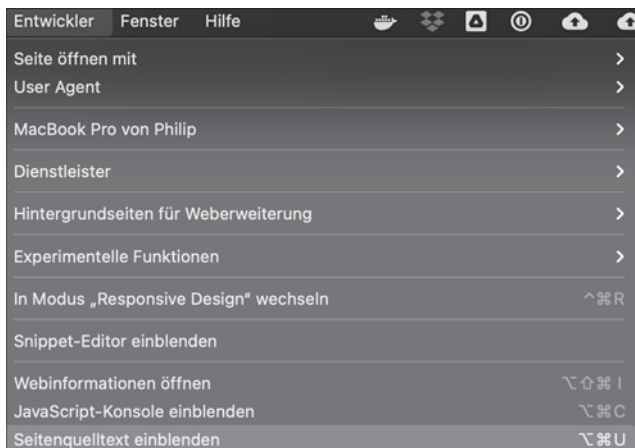 Entwickler Fenster Hilfe
Seite öffnen mit
User Agent
MacBook Pro von Philip
Dienstleister
Hintergrundseiten für Weberweiterung
Experimentelle Funktionen
In Modus „Responsive Design“ wechseln ^⌘R
Snippet-Editor einblenden
Webinformationen öffnen ⌥⇧⌘I
JavaScript-Konsole einblenden ⌥⌘C
Seitenquelltext einblenden ⌥⌘U